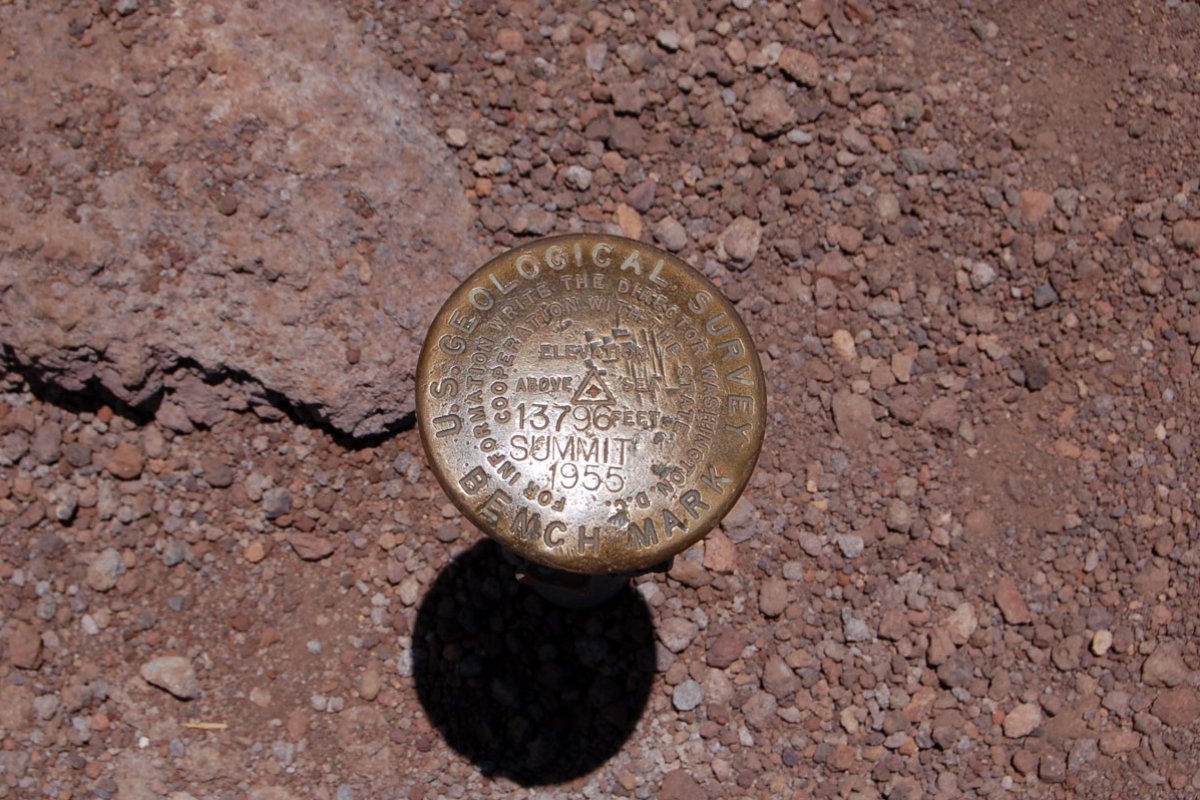 U.S. GEOLOGICAL SURVEY
FOR INFORMATION WRITE THE DIRECTOR WASHINGTON D.C.
COOPERATION WITH THE STATE
ELEVATION
ABOVE SEA
13796 FEET
SUMMIT
1955
BENCH MARK